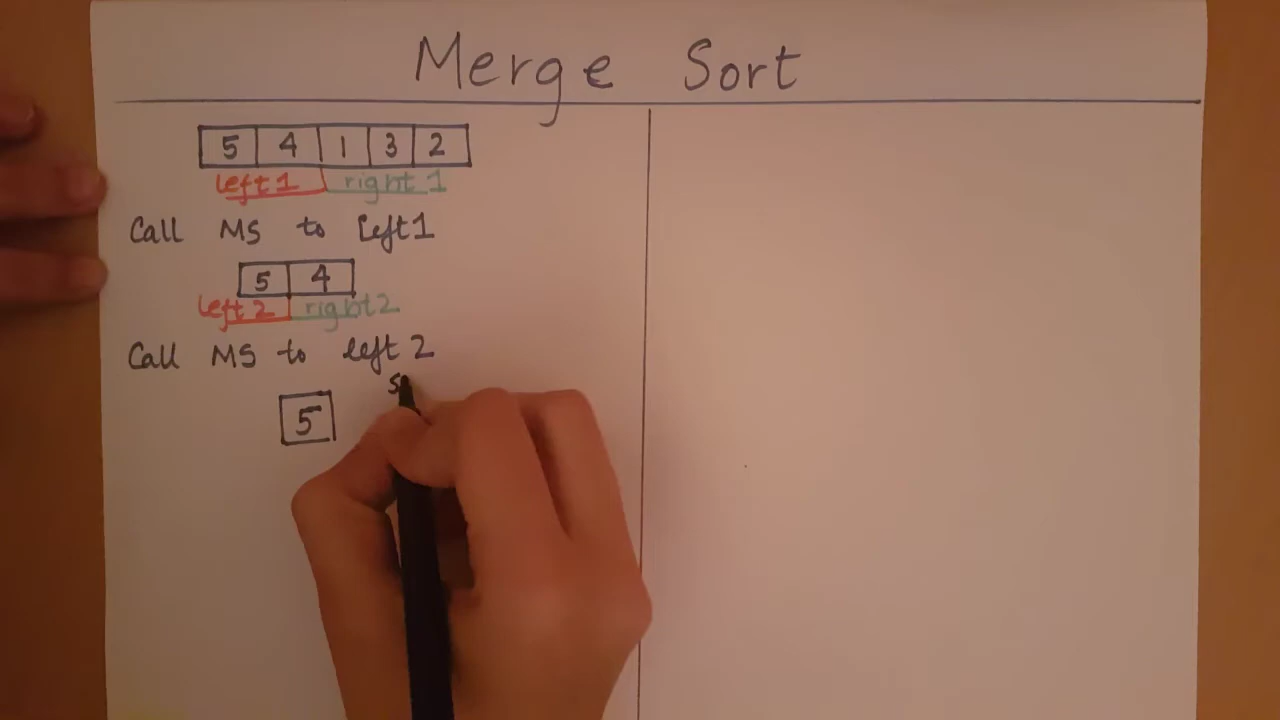 Merge Sort
5 4 1 3 2
left 1 right 1
Call MS to left 1
5 4
left 2 right 2
Call MS to left 2
5